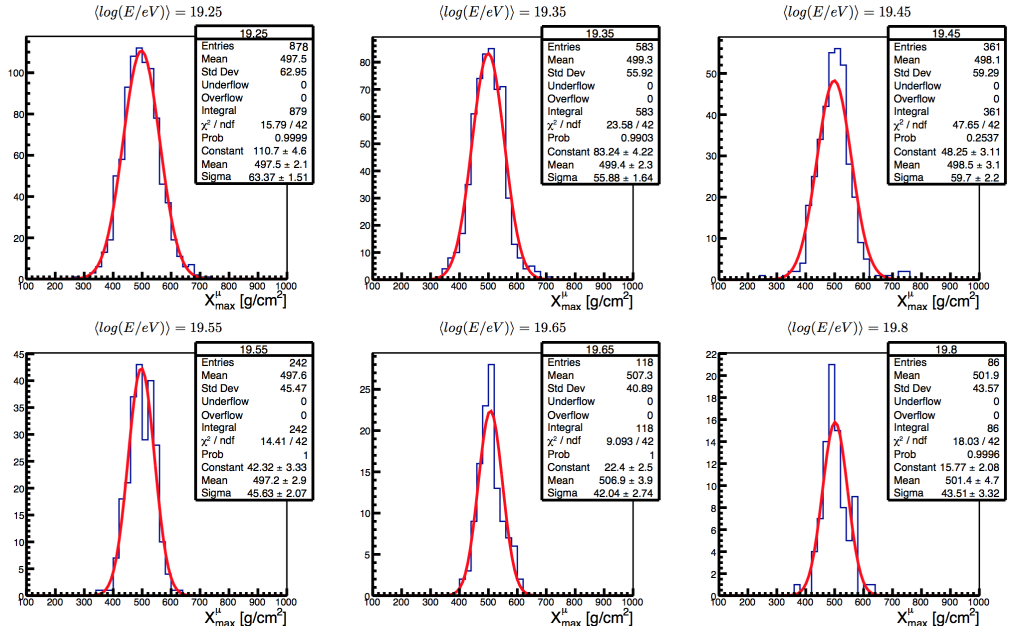 ⟨log(E/eV)⟩ = 19.25
19.25
Entries 878
Mean 497.5
Std Dev 62.95
Underflow 0
Overflow 0
Integral 879
χ² / ndf 15.79 / 42
Prob 0.9999
Constant 110.7 ± 4.6
Mean 497.5 ± 2.1
Sigma 63.37 ± 1.51
100
80
60
40
20
0
100 200 300 400 500 600 700 800 900 1000
X^μ_max [g/cm²]
⟨log(E/eV)⟩ = 19.35
19.35
Entries 583
Mean 499.3
Std Dev 55.92
Underflow 0
Overflow 0
Integral 583
χ² / ndf 23.58 / 42
Prob 0.9903
Constant 83.24 ± 4.22
Mean 499.4 ± 2.3
Sigma 55.88 ± 1.64
80
70
60
50
40
30
20
10
100 200 300 400 500 600 700 800 900 1000
X^μ_max [g/cm²]
⟨log(E/eV)⟩ = 19.45
19.45
Entries 361
Mean 498.1
Std Dev 59.29
Underflow 0
Overflow 0
Integral 361
χ² / ndf 47.65 / 42
Prob 0.2537
Constant 48.25 ± 3.11
Mean 498.5 ± 3.1
Sigma 59.7 ± 2.2
50
40
30
20
10
0
100 200 300 400 500 600 700 800 900 1000
X^μ_max [g/cm²]
⟨log(E/eV)⟩ = 19.55
19.55
Entries 242
Mean 497.6
Std Dev 45.47
Underflow 0
Overflow 0
Integral 242
χ² / ndf 14.41 / 42
Prob 1
Constant 42.32 ± 3.33
Mean 497.2 ± 2.9
Sigma 45.63 ± 2.07
45
40
35
30
25
20
15
10
5
0
100 200 300 400 500 600 700 800 900 1000
X^μ_max [g/cm²]
⟨log(E/eV)⟩ = 19.65
19.65
Entries 118
Mean 507.3
Std Dev 40.89
Underflow 0
Overflow 0
Integral 118
χ² / ndf 9.093 / 42
Prob 1
Constant 22.4 ± 2.5
Mean 506.9 ± 3.9
Sigma 42.04 ± 2.74
25
20
15
10
5
100 200 300 400 500 600 700 800 900 1000
X^μ_max [g/cm²]
⟨log(E/eV)⟩ = 19.8
19.8
Entries 86
Mean 501.9
Std Dev 43.57
Underflow 0
Overflow 0
Integral 86
χ² / ndf 18.03 / 42
Prob 0.9996
Constant 15.77 ± 2.08
Mean 501.4 ± 4.7
Sigma 43.51 ± 3.32
22
20
18
16
14
12
10
8
6
4
2
0
100 200 300 400 500 600 700 800 900 1000
X^μ_max [g/cm²]